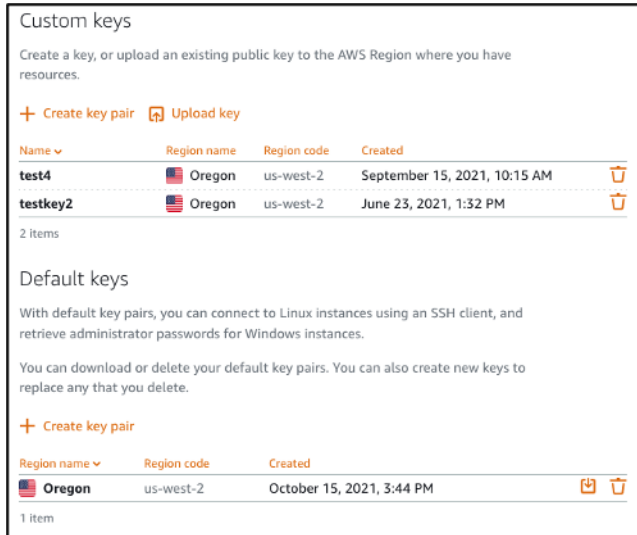 Custom keys
Create a key, or upload an existing public key to the AWS Region where you have
resources.
Create key pair Upload key
Name Region name Region code Created
test4 Oregon us-west-2 September 15, 2021, 10:15 AM
testkey2 Oregon us-west-2 June 23, 2021, 1:32 PM
2 items
Default keys
With default key pairs, you can connect to Linux instances using an SSH client, and
retrieve administrator passwords for Windows instances.
You can download or delete your default key pairs. You can also create new keys to
replace any that you delete.
Create key pair
Region name Region code Created
Oregon us-west-2 October 15, 2021, 3:44 PM
1 item